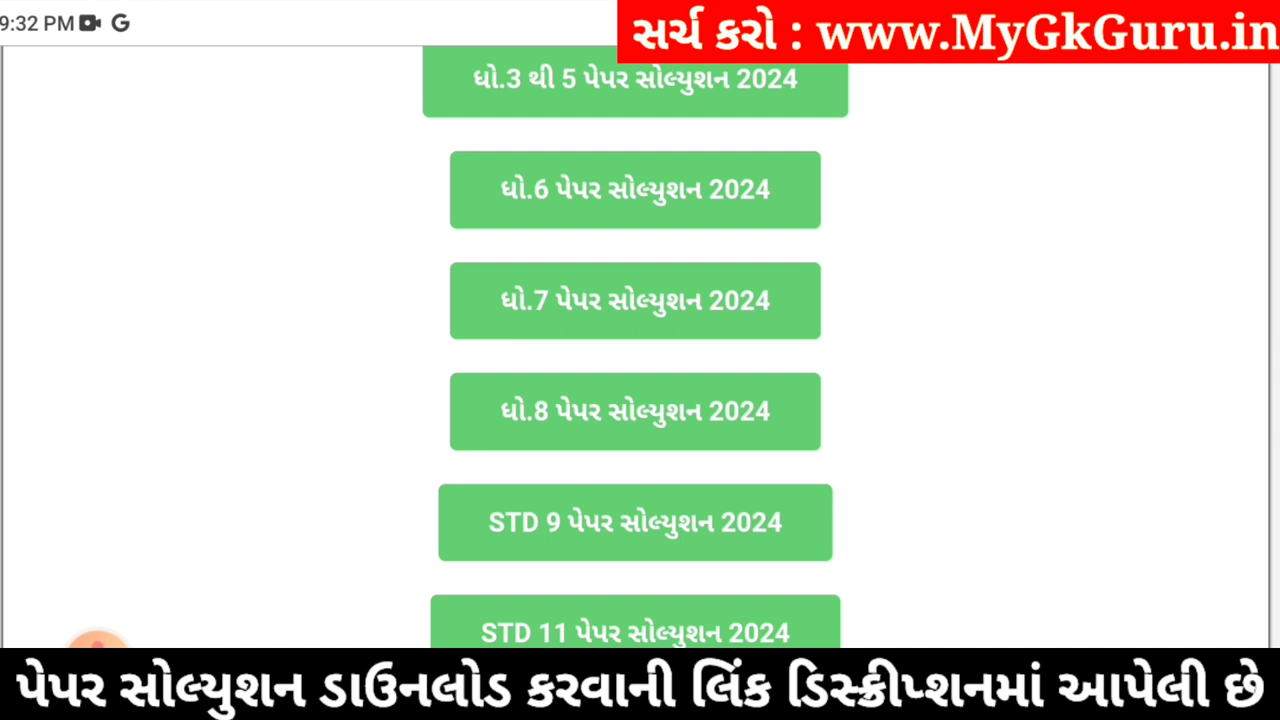 9:32 PM
સર્ચ કરો : www.MyGkGuru.in
ધો.3 થી 5 પેપર સોલ્યુશન 2024
ધો.6 પેપર સોલ્યુશન 2024
ધો.7 પેપર સોલ્યુશન 2024
ધો.8 પેપર સોલ્યુશન 2024
STD 9 પેપર સોલ્યુશન 2024
STD 11 પેપર સોલ્યુશન 2024
પેપર સોલ્યુશન ડાઉનલોડ કરવાની લિંક ડિસ્ક્રીપ્શનમાં આપેલી છે